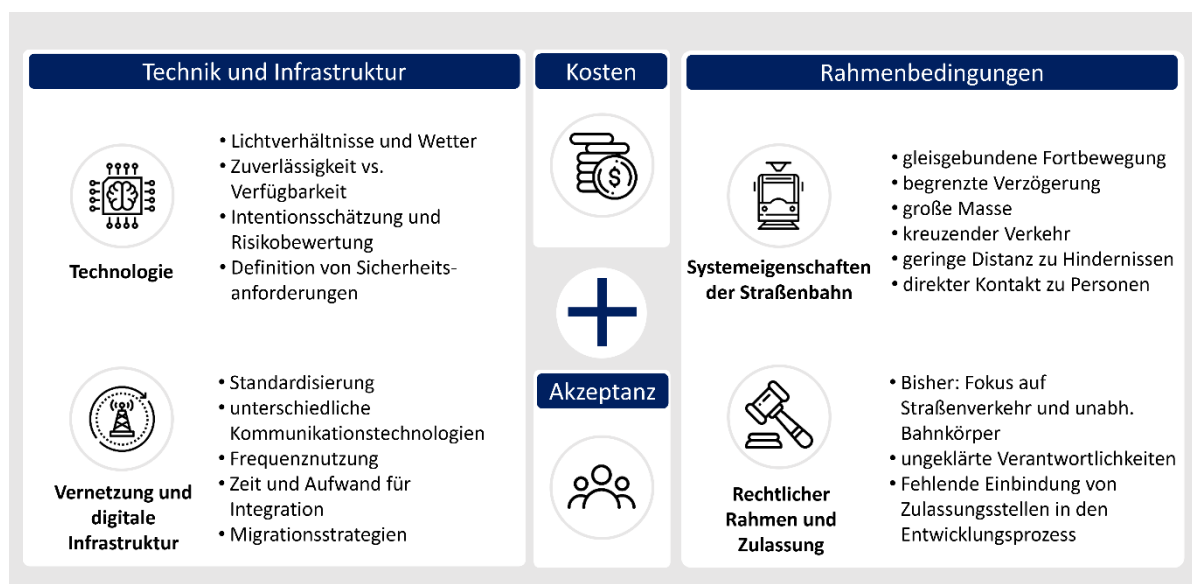 Technik und Infrastruktur
Technologie
• Lichtverhältnisse und Wetter
• Zuverlässigkeit vs.
Verfügbarkeit
• Intentionsschätzung und
Risikobewertung
• Definition von Sicherheits-
anforderungen
Vernetzung und
digitale
Infrastruktur
• Standardisierung
• unterschiedliche
Kommunikationstechnologien
• Frequenznutzung
• Zeit und Aufwand für
Integration
• Migrationsstrategien
Kosten
$
Akzeptanz
Rahmenbedingungen
Systemeigenschaften
der Straßenbahn
• gleisgebundene Fortbewegung
• begrenzte Verzögerung
• große Masse
• kreuzender Verkehr
• geringe Distanz zu Hindernissen
• direkter Kontakt zu Personen
Rechtlicher
Rahmen und
Zulassung
• Bisher: Fokus auf
Straßenverkehr und unabh.
Bahnkörper
• ungeklärte Verantwortlichkeiten
• Fehlende Einbindung von
Zulassungsstellen in den
Entwicklungsprozess